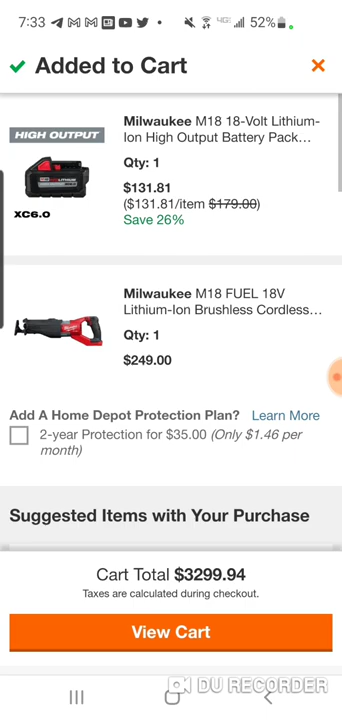 7:33
4G
52%
Added to Cart
HIGH OUTPUT
XC6.0
Milwaukee M18 18-Volt Lithium-
Ion High Output Battery Pack...
Qty: 1
$131.81
($131.81/item $179.00)
Save 26%
Milwaukee M18 FUEL 18V
Lithium-Ion Brushless Cordless...
Qty: 1
$249.00
Add A Home Depot Protection Plan? Learn More
2-year Protection for $35.00 (Only $1.46 per
month)
Suggested Items with Your Purchase
Cart Total $3299.94
Taxes are calculated during checkout.
View Cart
DU RECORDER